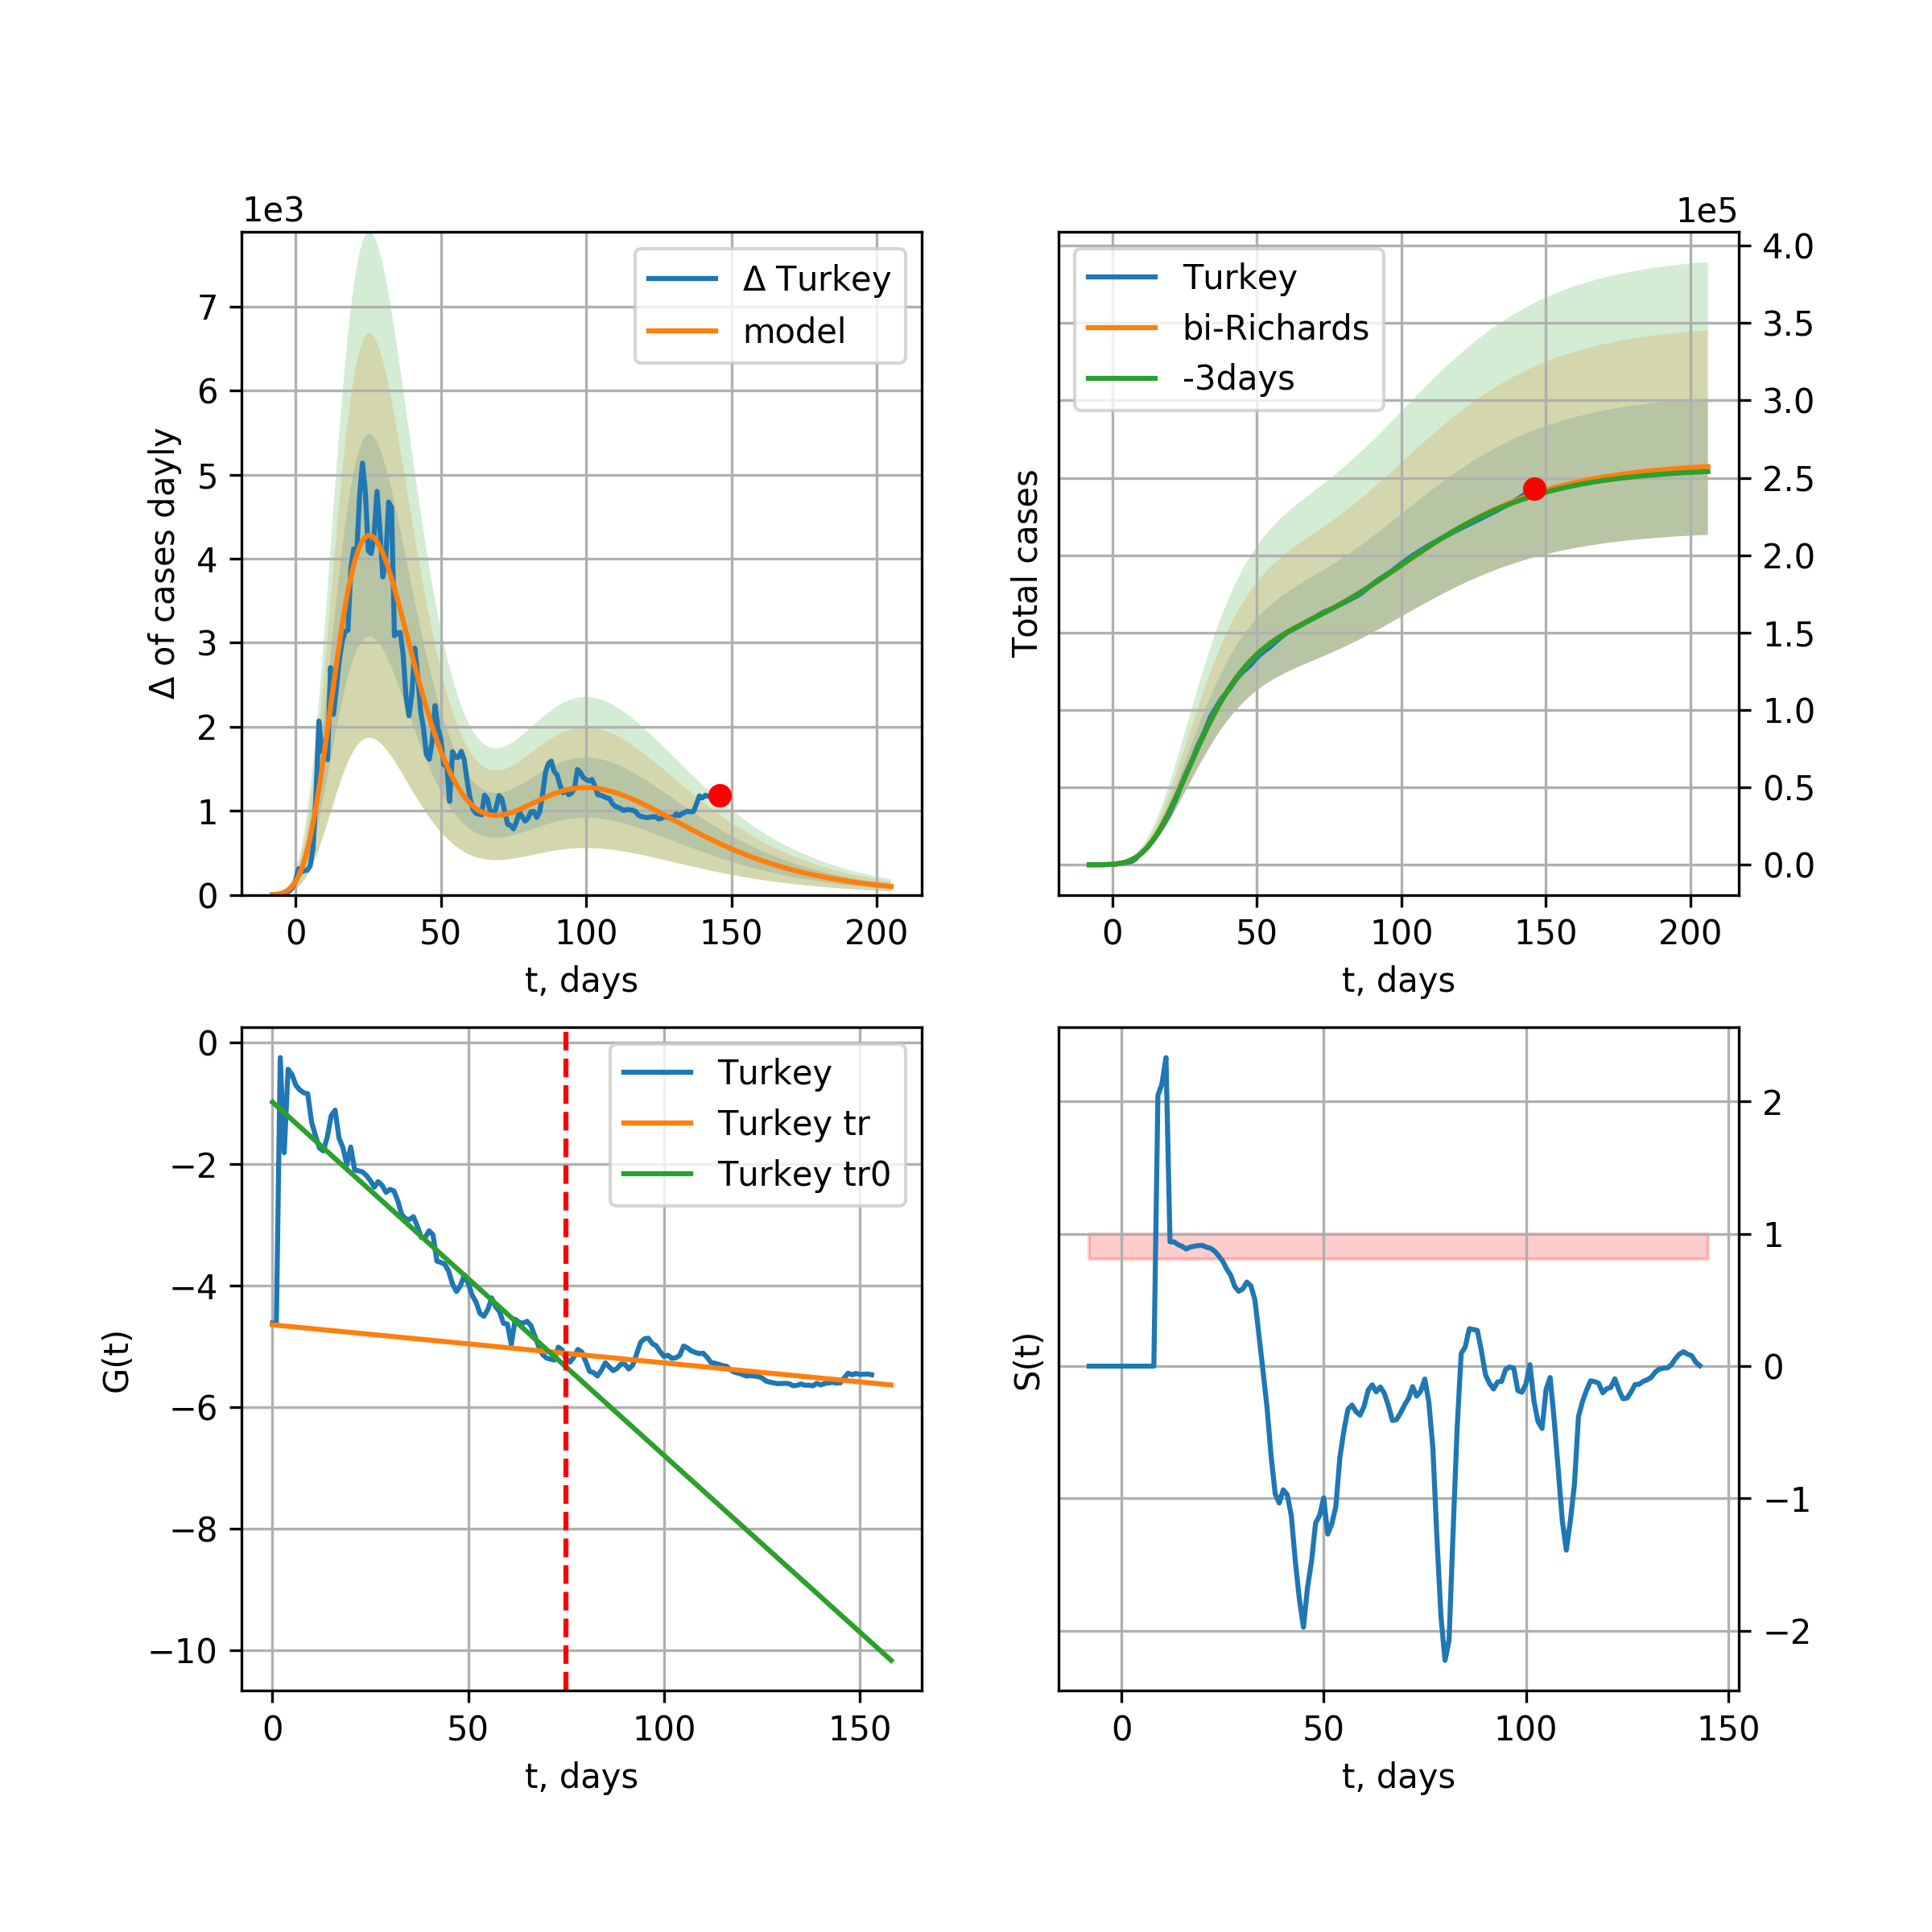 1e3
Δ Turkey
model
7
6
5
4
3
2
1
0
Δ of cases dayly
0 50 100 150 200
t, days
1e5
Turkey
bi-Richards
-3days
4.0
3.5
3.0
2.5
2.0
1.5
1.0
0.5
0.0
Total cases
0 50 100 150 200
t, days
Turkey
Turkey tr
Turkey tr0
0
−2
−4
−6
−8
−10
G(t)
0 50 100 150
t, days
2
1
0
−1
−2
S(t)
0 50 100 150
t, days